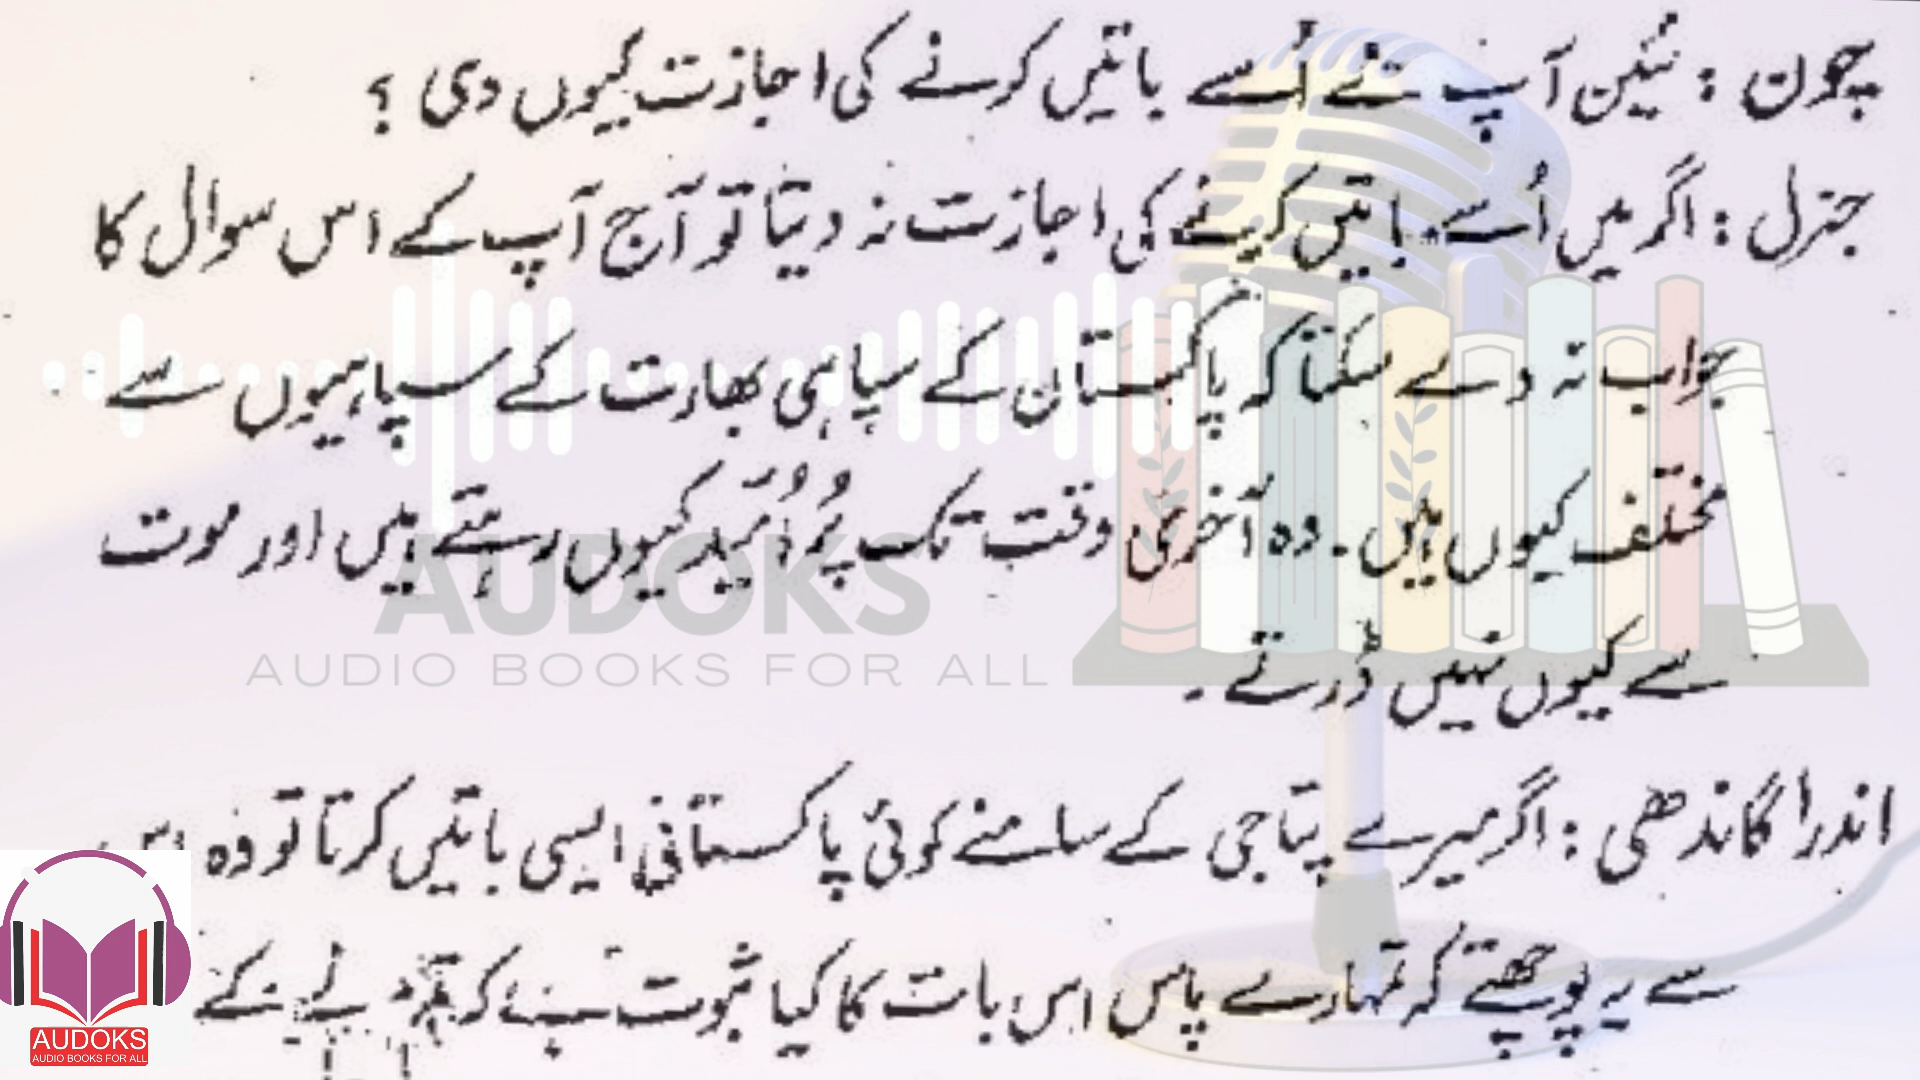 چون : لیکن آپ نے اُسے باتیں کرنے کی اجازت کیوں دی ؟
جنرل : اگر میں اُسے باتیں کرنے کی اجازت نہ دیتا تو آج آپ کے اس سوال کا
جواب نہ دے سکتا کہ پاکستان کے سپاہی بھارت کے سپاہیوں سے
مختلف کیوں ہیں ۔ وہ آخری وقت تک پُر اُمید کیوں رہتے ہیں اور موت
سے کیوں نہیں ڈرتے ۔
اندرا گاندھی : اگر میرے پتاجی کے سامنے کوئی پاکستانی ایسی باتیں کرتا تو وہ اس
سے یہ پوچھتے کہ تمہارے پاس اس بات کا کیا ثبوت ہے کہ
AUDOKS
AUDIO BOOKS FOR ALL
AUDOKS
AUDIO BOOKS FOR ALL